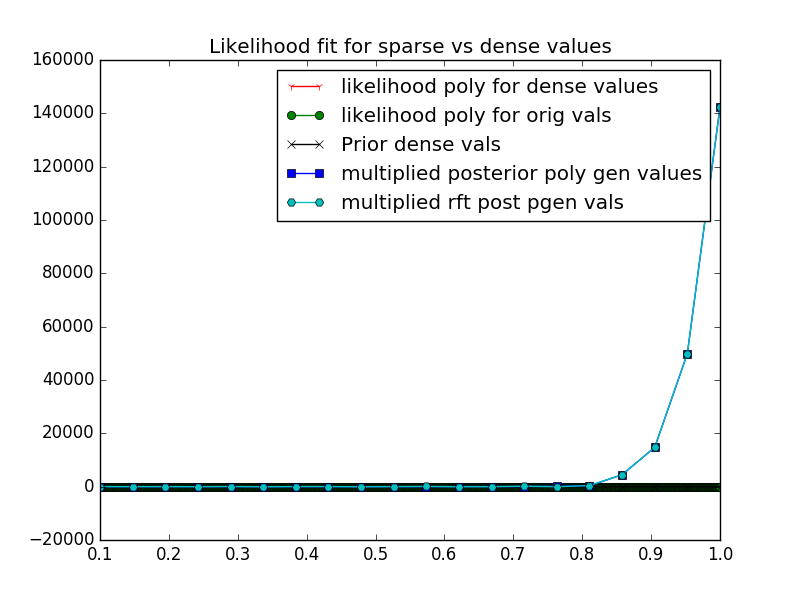 Likelihood fit for sparse vs dense values
160000
140000
120000
100000
80000
60000
40000
20000
0
−20000
likelihood poly for dense values
likelihood poly for orig vals
Prior dense vals
multiplied posterior poly gen values
multiplied rft post pgen vals
0.1 0.2 0.3 0.4 0.5 0.6 0.7 0.8 0.9 1.0